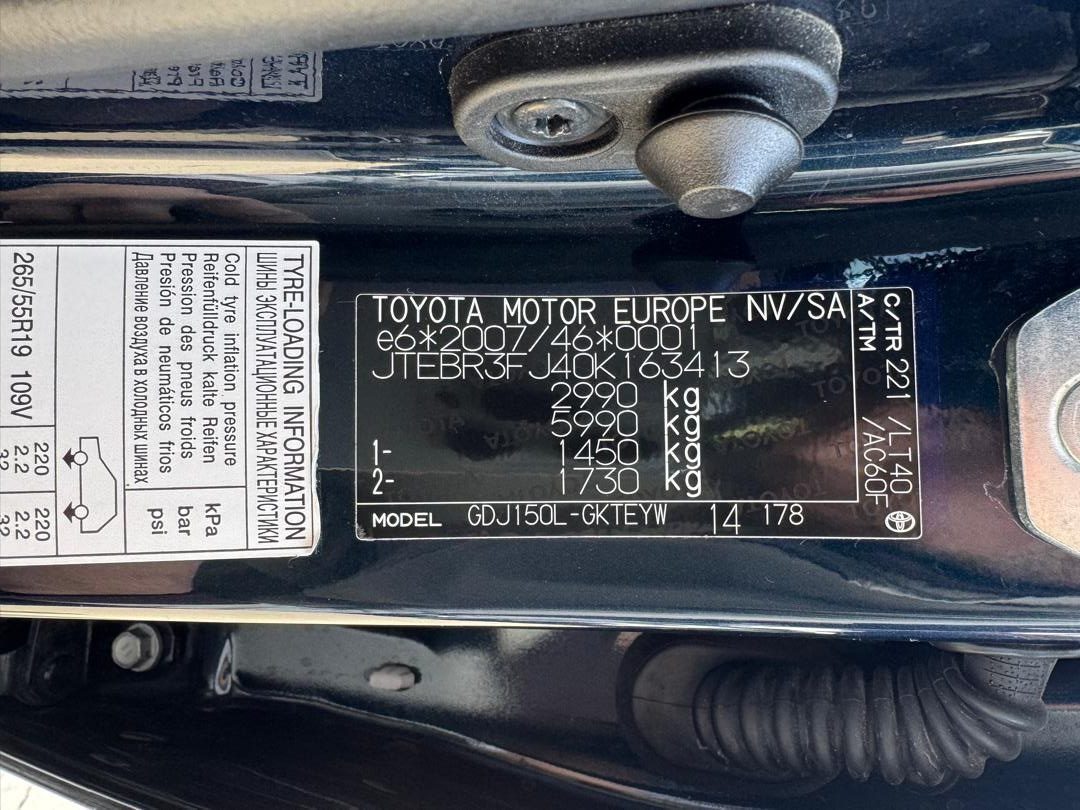 TOYOTA MOTOR EUROPE NV/SA
e6*2007/46*0001
JTEBR3FJ40K163413
2990 kg
5990 kg
1- 1450 kg
2- 1730 kg
MODEL GDJ150L-GKTEYW 14 178
C/TR 221 /LT40
A/TM /AC60F
TYRE-LOADING INFORMATION
ШИНЫ ЭКСПЛУАТАЦИОННЫЕ ХАРАКТЕРИСТИКИ
Cold tyre inflation pressure
Reifenfülldruck kalte Reifen
Pression des pneus froids
Presión de neumáticos frios
Давление воздуха в холодных шинах
kPa
bar
psi
265/55R19 109V
220 220
2.2 2.2
32 32